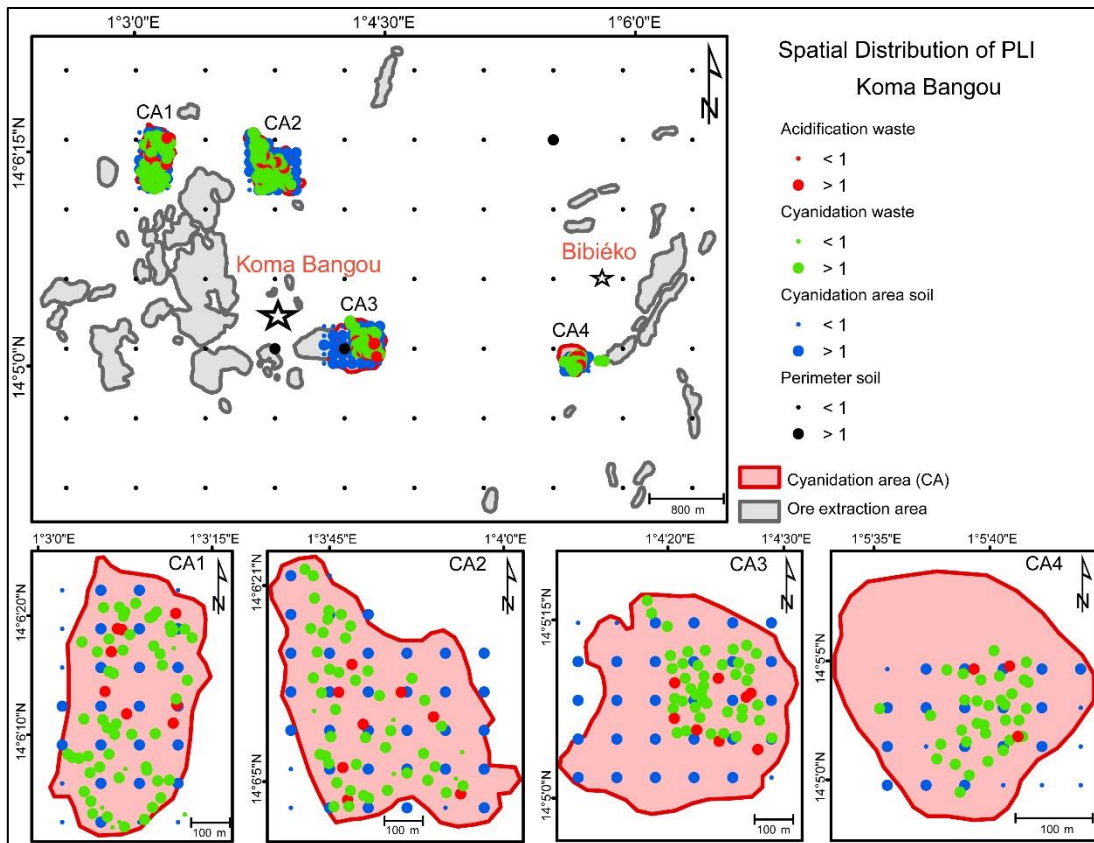 1°3'0"E 1°4'30"E 1°6'0"E
Spatial Distribution of PLI
Koma Bangou
N
CA1
CA2
14°6'15"N
Acidification waste
< 1
> 1
Cyanidation waste
< 1
> 1
Koma Bangou
Bibiéko
Cyanidation area soil
< 1
> 1
CA3
CA4
14°5'0"N
Perimeter soil
< 1
> 1
Cyanidation area (CA)
Ore extraction area
800 m
1°3'0"E 1°3'15"E
CA1
N
14°6'20"N
14°6'10"N
100 m
1°3'45"E 1°4'0"E
CA2
N
14°6'21"N
14°6'5"N
100 m
1°4'20"E 1°4'30"E
CA3
N
14°5'15"N
14°5'0"N
100 m
1°5'35"E 1°5'40"E
CA4
N
14°5'5"N
14°5'0"N
100 m